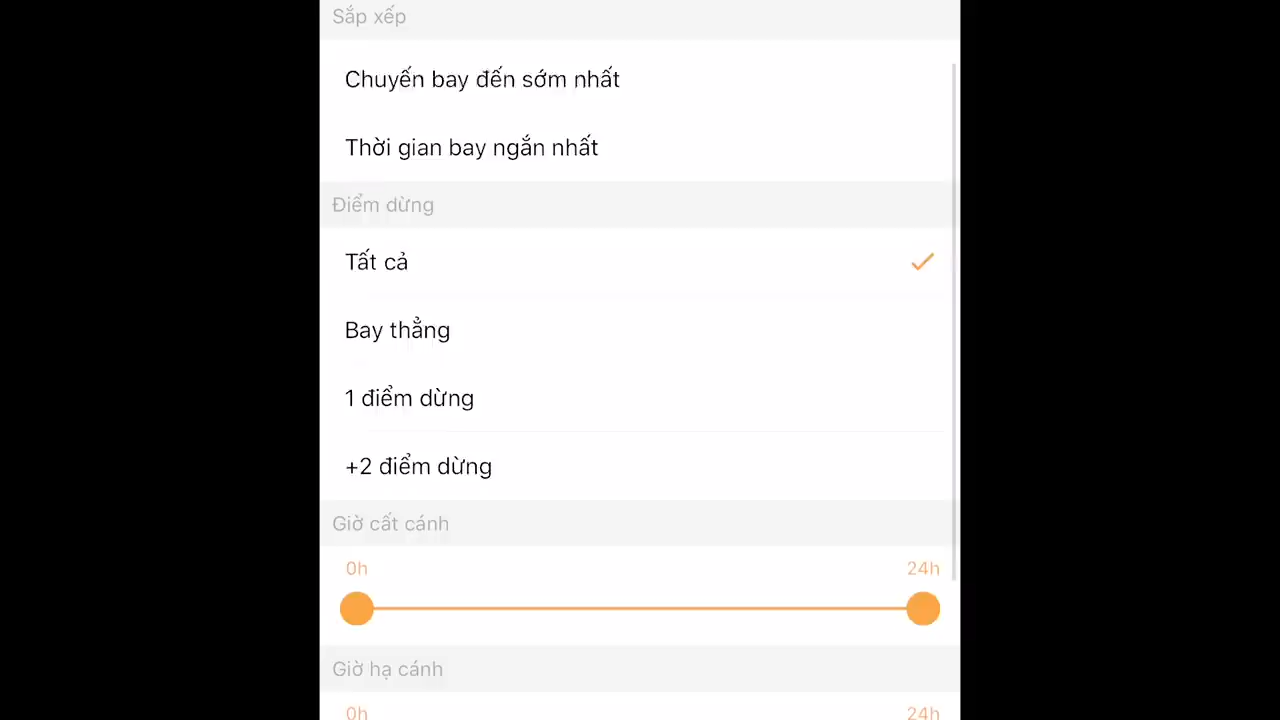 Sắp xếp
Chuyến bay đến sớm nhất
Thời gian bay ngắn nhất
Điểm dừng
Tất cả
Bay thẳng
1 điểm dừng
+2 điểm dừng
Giờ cất cánh
0h 24h
Giờ hạ cánh
0h 24h